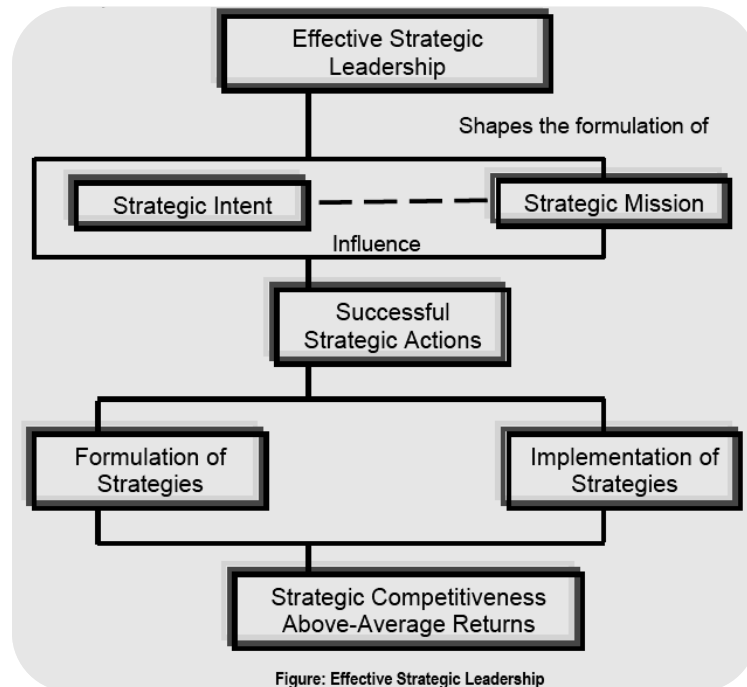 Effective Strategic
Leadership
Shapes the formulation of
Strategic Intent
Strategic Mission
Influence
Successful
Strategic Actions
Formulation of
Strategies
Implementation of
Strategies
Strategic Competitiveness
Above-Average Returns
Figure: Effective Strategic Leadership